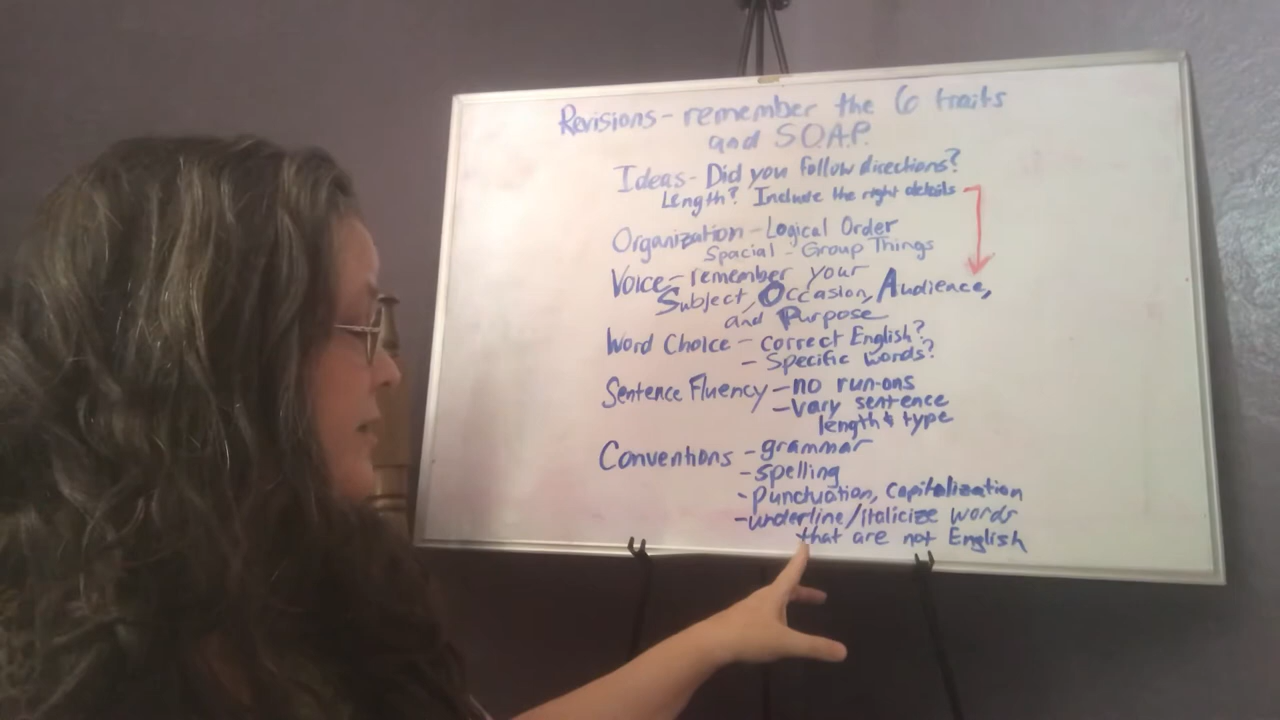 Revisions - remember the 6 traits
and S.O.A.P.
Ideas - Did you follow directions?
Length? Include the right details
Organization - Logical Order
Spacial - Group Things
Voice - remember your
Subject, Occasion, Audience,
and Purpose
Word Choice - correct English?
- Specific words?
Sentence Fluency - no run-ons
- vary sentence
length & type
Conventions - grammar
- spelling
- punctuation, capitalization
- underline/italicize words
that are not English